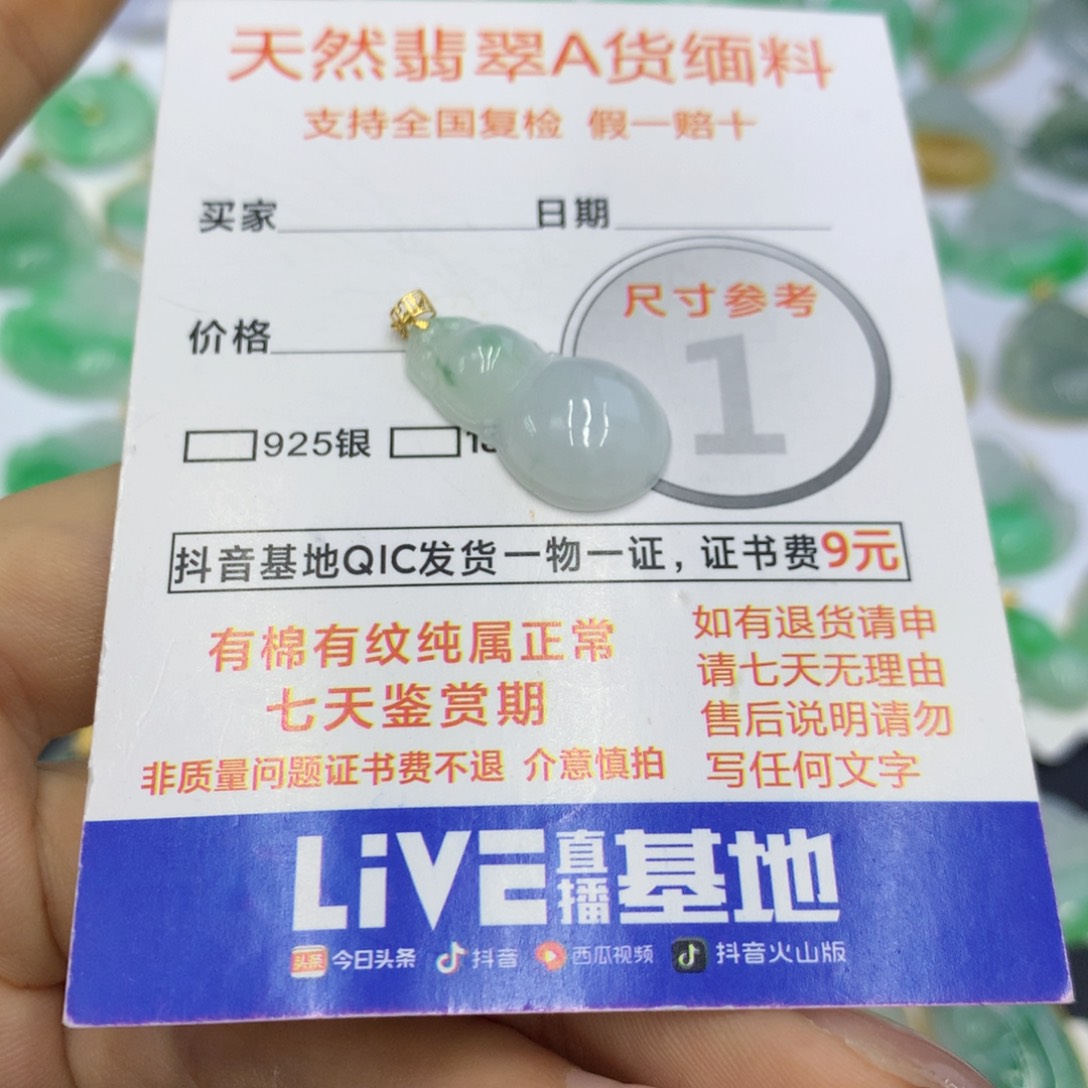 天然翡翠A货缅料
支持全国复检 假一赔十
买家 日期
价格
尺寸参考
1
925银
抖音基地QIC发货一物一证，证书费9元
有棉有纹纯属正常
七天鉴赏期
非质量问题证书费不退 介意慎拍
如有退货请申
请七天无理由
售后说明请勿
写任何文字
LiVE直播基地
头条 今日头条 抖音 西瓜视频 抖音火山版